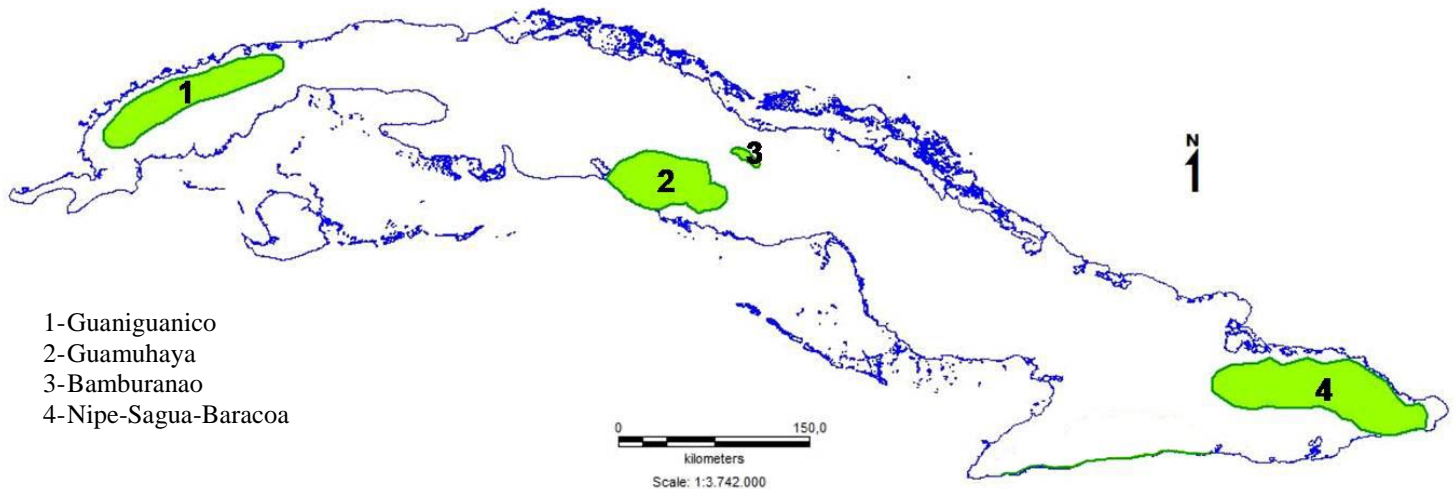 1
2
3
4
N
1-Guaniguanico
2-Guamuhaya
3-Bamburanao
4-Nipe-Sagua-Baracoa
0 150,0
kilometers
Scale: 1:3.742.000